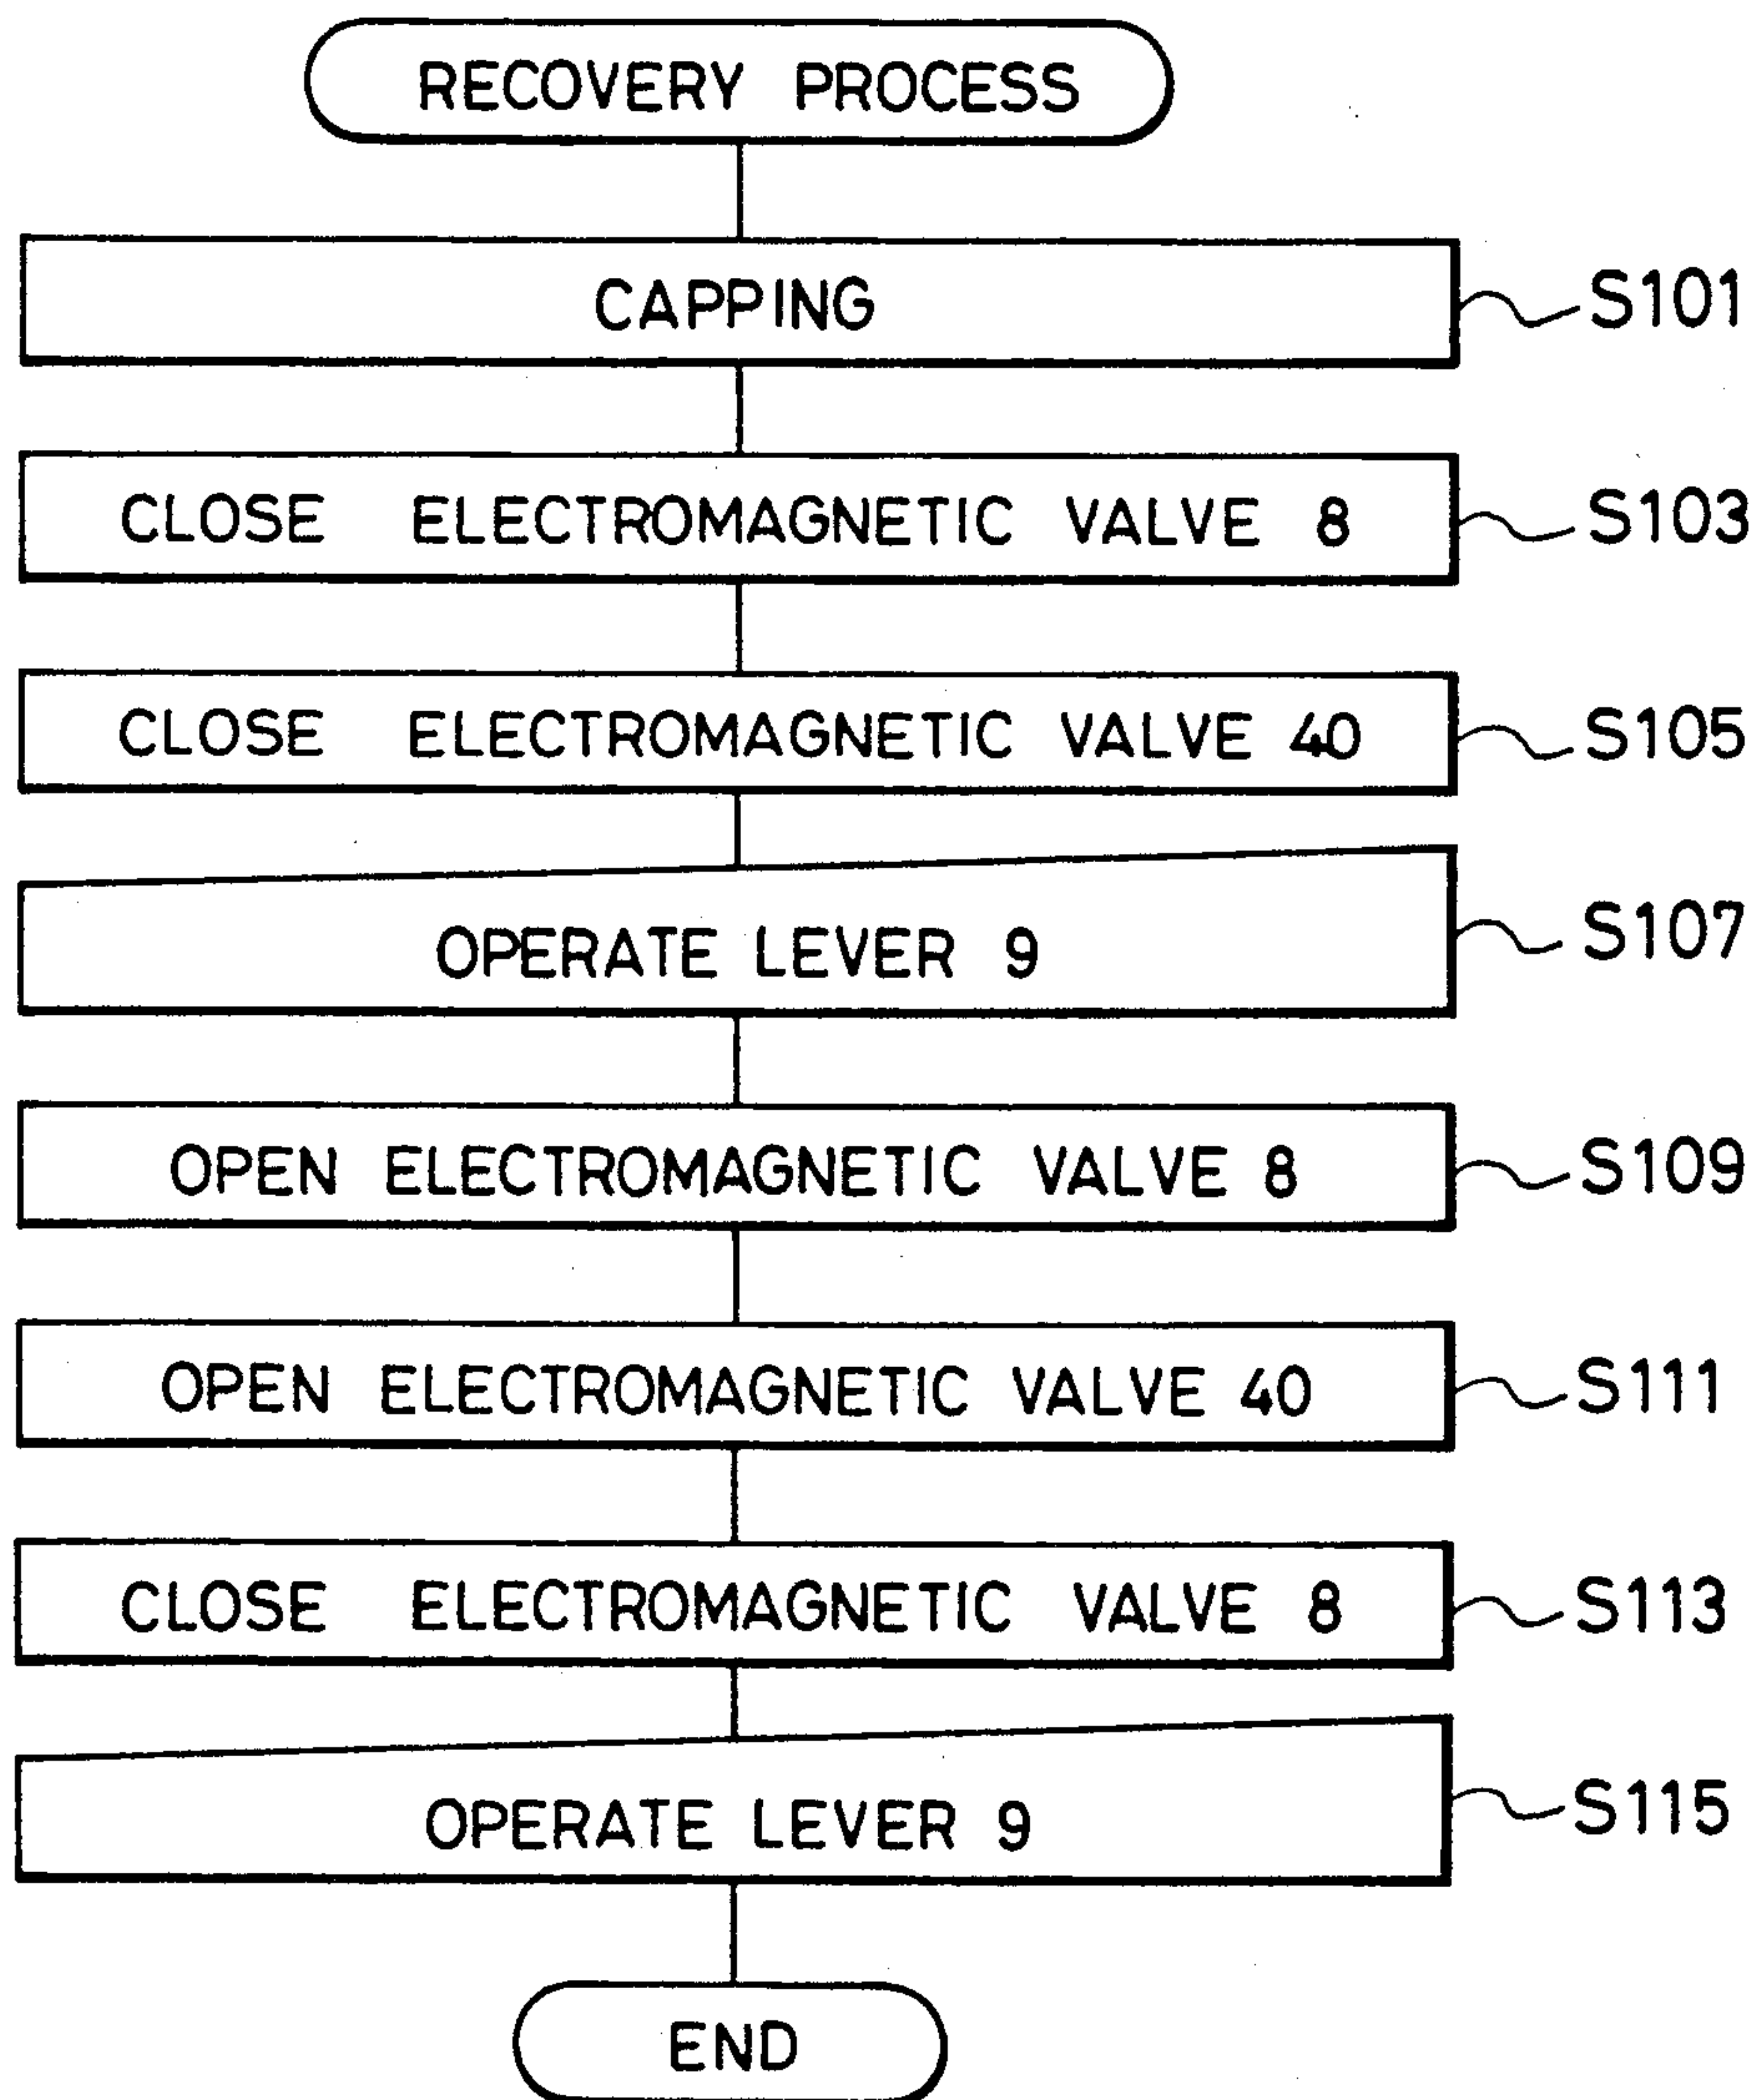 RECOVERY PROCESS
CAPPING S101
CLOSE ELECTROMAGNETIC VALVE 8 S103
CLOSE ELECTROMAGNETIC VALVE 40 S105
OPERATE LEVER 9 S107
OPEN ELECTROMAGNETIC VALVE 8 S109
OPEN ELECTROMAGNETIC VALVE 40 S111
CLOSE ELECTROMAGNETIC VALVE 8 S113
OPERATE LEVER 9 S115
END